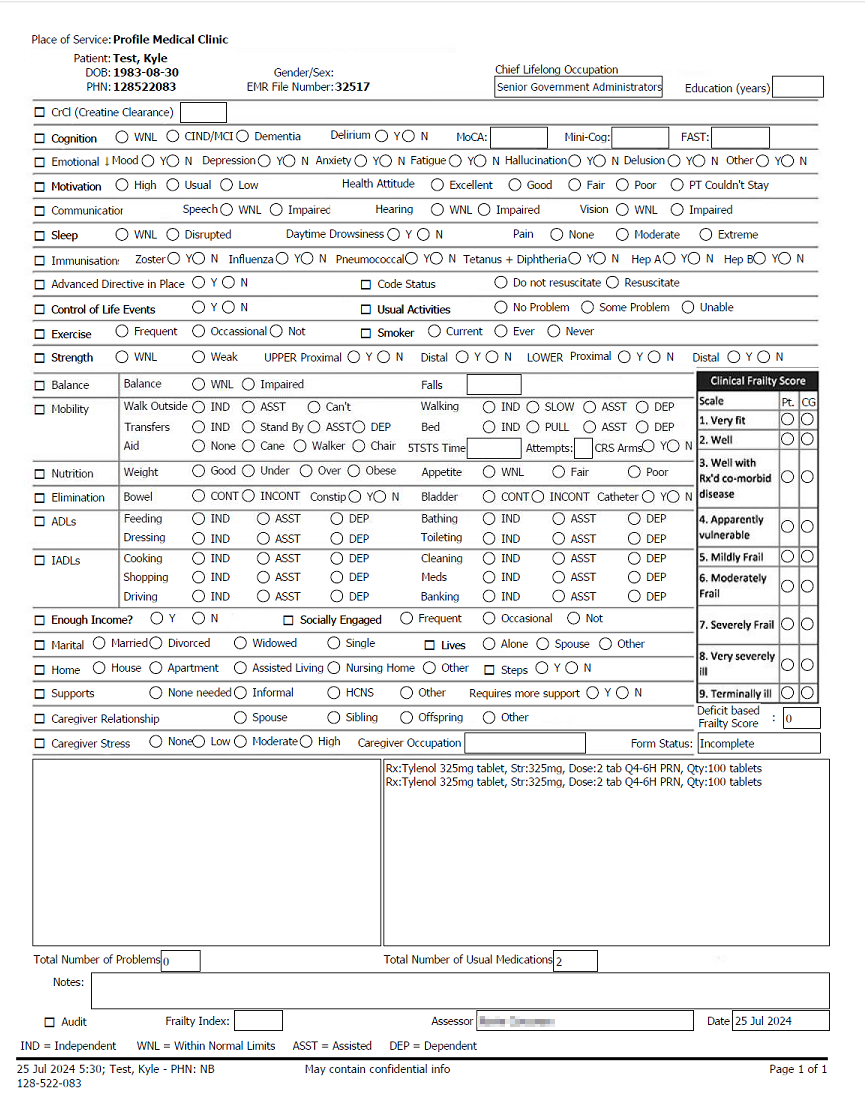 Place of Service: Profile Medical Clinic
Patient: Test, Kyle
DOB: 1983-08-30 Gender/Sex: Chief Lifelong Occupation
PHN: 128522083 EMR File Number: 32517 Senior Government Administrators Education (years)
CrCl (Creatine Clearance)
Cognition WNL CIND/MCI Dementia Delirium Y N MoCA: Mini-Cog: FAST:
Emotional ↓ Mood Y N Depression Y N Anxiety Y N Fatigue Y N Hallucination Y N Delusion Y N Other Y N
Motivation High Usual Low Health Attitude Excellent Good Fair Poor PT Couldn't Stay
Communication Speech WNL Impaired Hearing WNL Impaired Vision WNL Impaired
Sleep WNL Disrupted Daytime Drowsiness Y N Pain None Moderate Extreme
Immunisation: Zoster Y N Influenza Y N Pneumococcal Y N Tetanus + Diphtheria Y N Hep A Y N Hep B Y N
Advanced Directive in Place Y N Code Status Do not resuscitate Resuscitate
Control of Life Events Y N Usual Activities No Problem Some Problem Unable
Exercise Frequent Occassional Not Smoker Current Ever Never
Strength WNL Weak UPPER Proximal Y N Distal Y N LOWER Proximal Y N Distal Y N
Balance Balance WNL Impaired Falls
Mobility Walk Outside IND ASST Can't Walking IND SLOW ASST DEP
Transfers IND Stand By ASST DEP Bed IND PULL ASST DEP
Aid None Cane Walker Chair 5TSTS Time Attempts: CRS Arms Y N
Nutrition Weight Good Under Over Obese Appetite WNL Fair Poor
Elimination Bowel CONT INCONT Constip Y N Bladder CONT INCONT Catheter Y N
ADLs Feeding IND ASST DEP Bathing IND ASST DEP
Dressing IND ASST DEP Toileting IND ASST DEP
IADLs Cooking IND ASST DEP Cleaning IND ASST DEP
Shopping IND ASST DEP Meds IND ASST DEP
Driving IND ASST DEP Banking IND ASST DEP
Enough Income? Y N Socially Engaged Frequent Occasional Not
Marital Married Divorced Widowed Single Lives Alone Spouse Other
Home House Apartment Assisted Living Nursing Home Other Steps Y N
Supports None needed Informal HCNS Other Requires more support Y N
Caregiver Relationship Spouse Sibling Offspring Other
Clinical Frailty Score
Scale Pt. CG
1. Very fit
2. Well
3. Well with
Rx'd co-morbid
disease
4. Apparently
vulnerable
5. Mildly Frail
6. Moderately
Frail
7. Severely Frail
8. Very severely
ill
9. Terminally ill
Deficit based
Frailty Score : 0
Caregiver Stress None Low Moderate High Caregiver Occupation Form Status: Incomplete
Rx:Tylenol 325mg tablet, Str:325mg, Dose:2 tab Q4-6H PRN, Qty:100 tablets
Rx:Tylenol 325mg tablet, Str:325mg, Dose:2 tab Q4-6H PRN, Qty:100 tablets
Total Number of Problems 0 Total Number of Usual Medications 2
Notes:
Audit Frailty Index: Assessor Date 25 Jul 2024
IND = Independent WNL = Within Normal Limits ASST = Assisted DEP = Dependent
25 Jul 2024 5:30; Test, Kyle - PHN: NB May contain confidential info Page 1 of 1
128-522-083